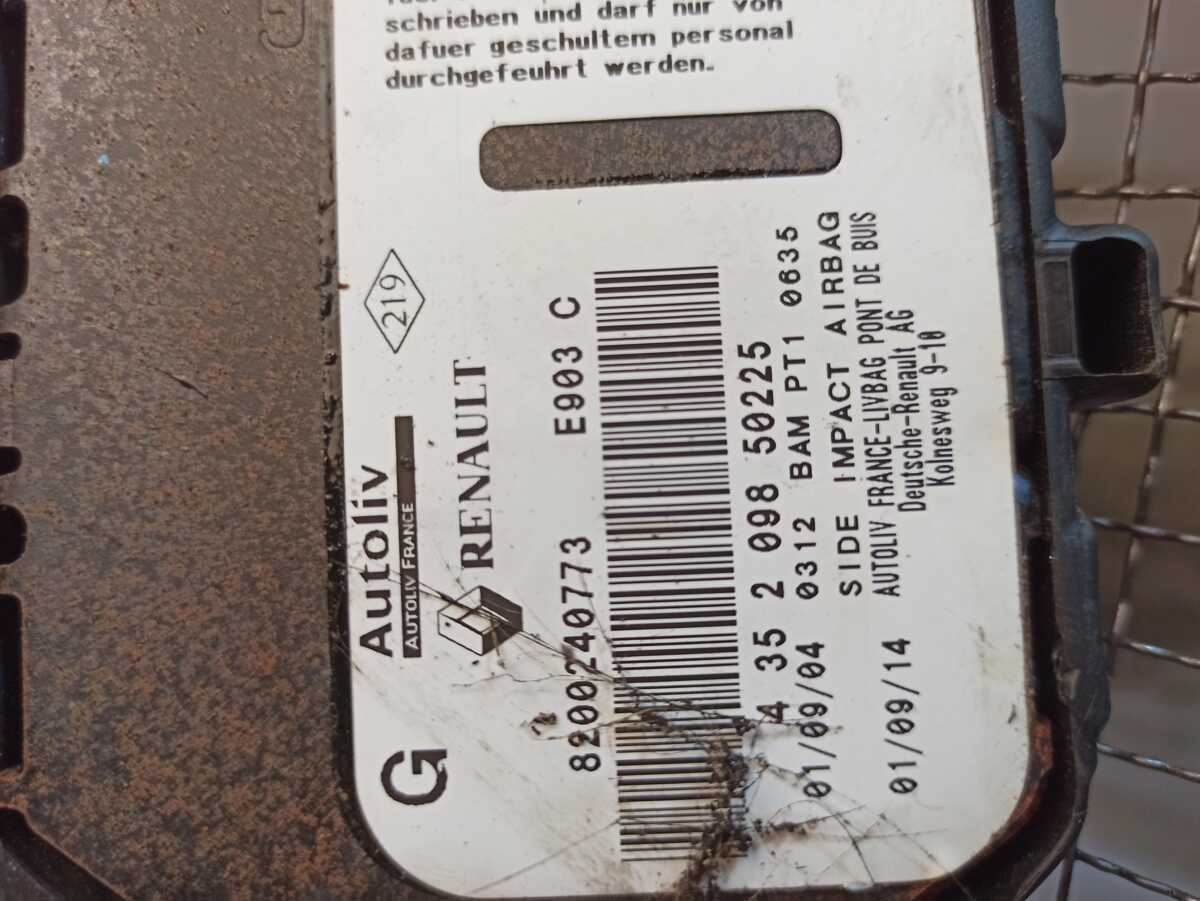 schrieben und darf nur von
dafuer geschultem personal
durchgefeuhrt werden.
219
Autoliv
AUTOLIV FRANCE
RENAULT
G
8200240773 E903 C
4 35 2 098 50225
01/09/04 0312 BAM PT1 0635
SIDE IMPACT AIRBAG
01/09/14 AUTOLIV FRANCE-LIVBAG PONT DE BUIS
Deutsche-Renault AG
Kolnesweg 9-10